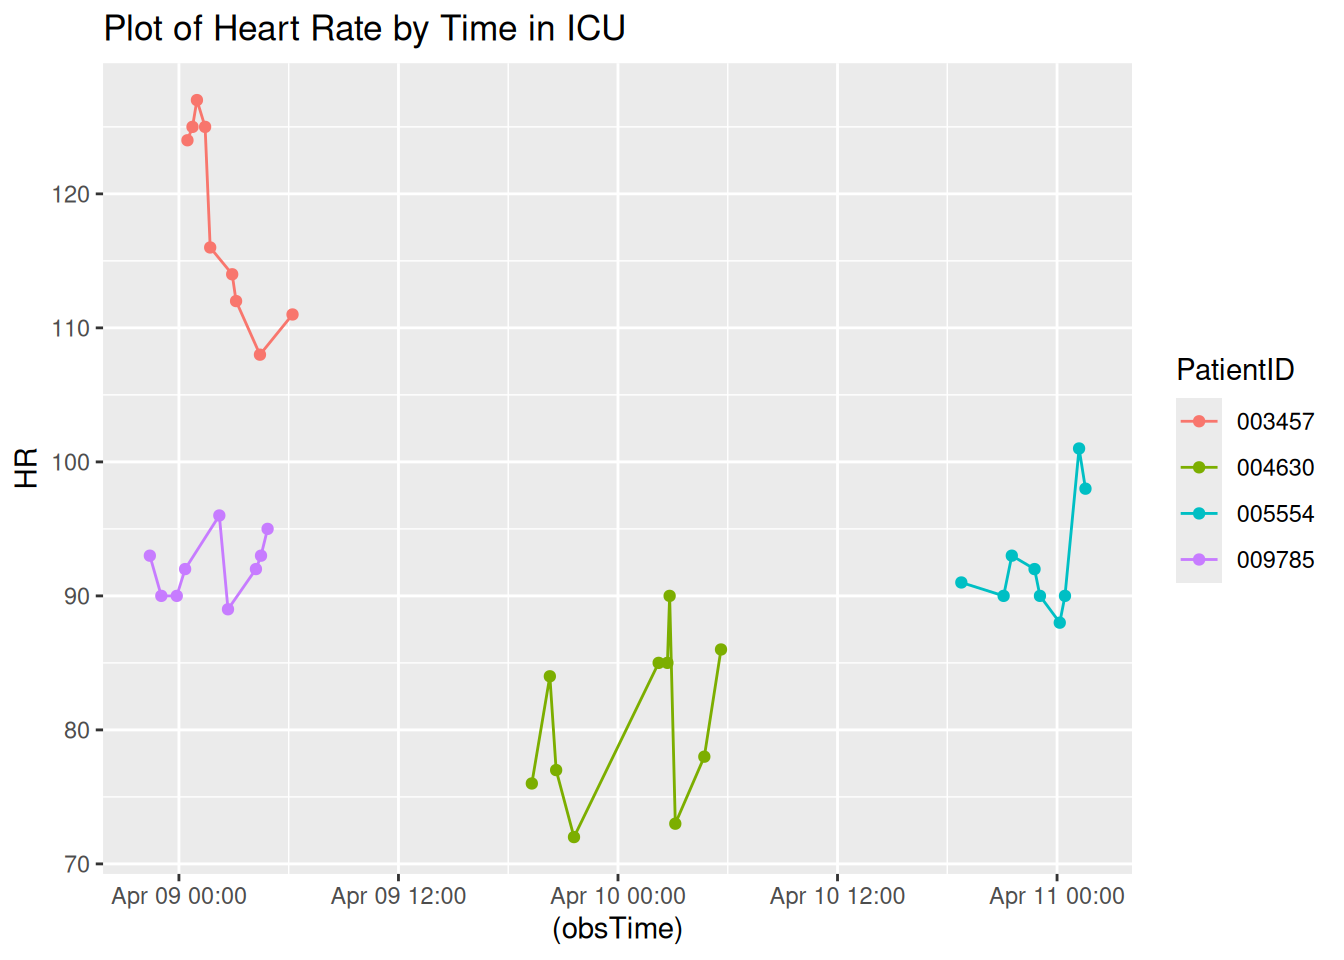 Plot of Heart Rate by Time in ICU
120
110
100
90
80
70
HR
Apr 09 00:00 Apr 09 12:00 Apr 10 00:00 Apr 10 12:00 Apr 11 00:00
(obsTime)
PatientID
003457
004630
005554
009785